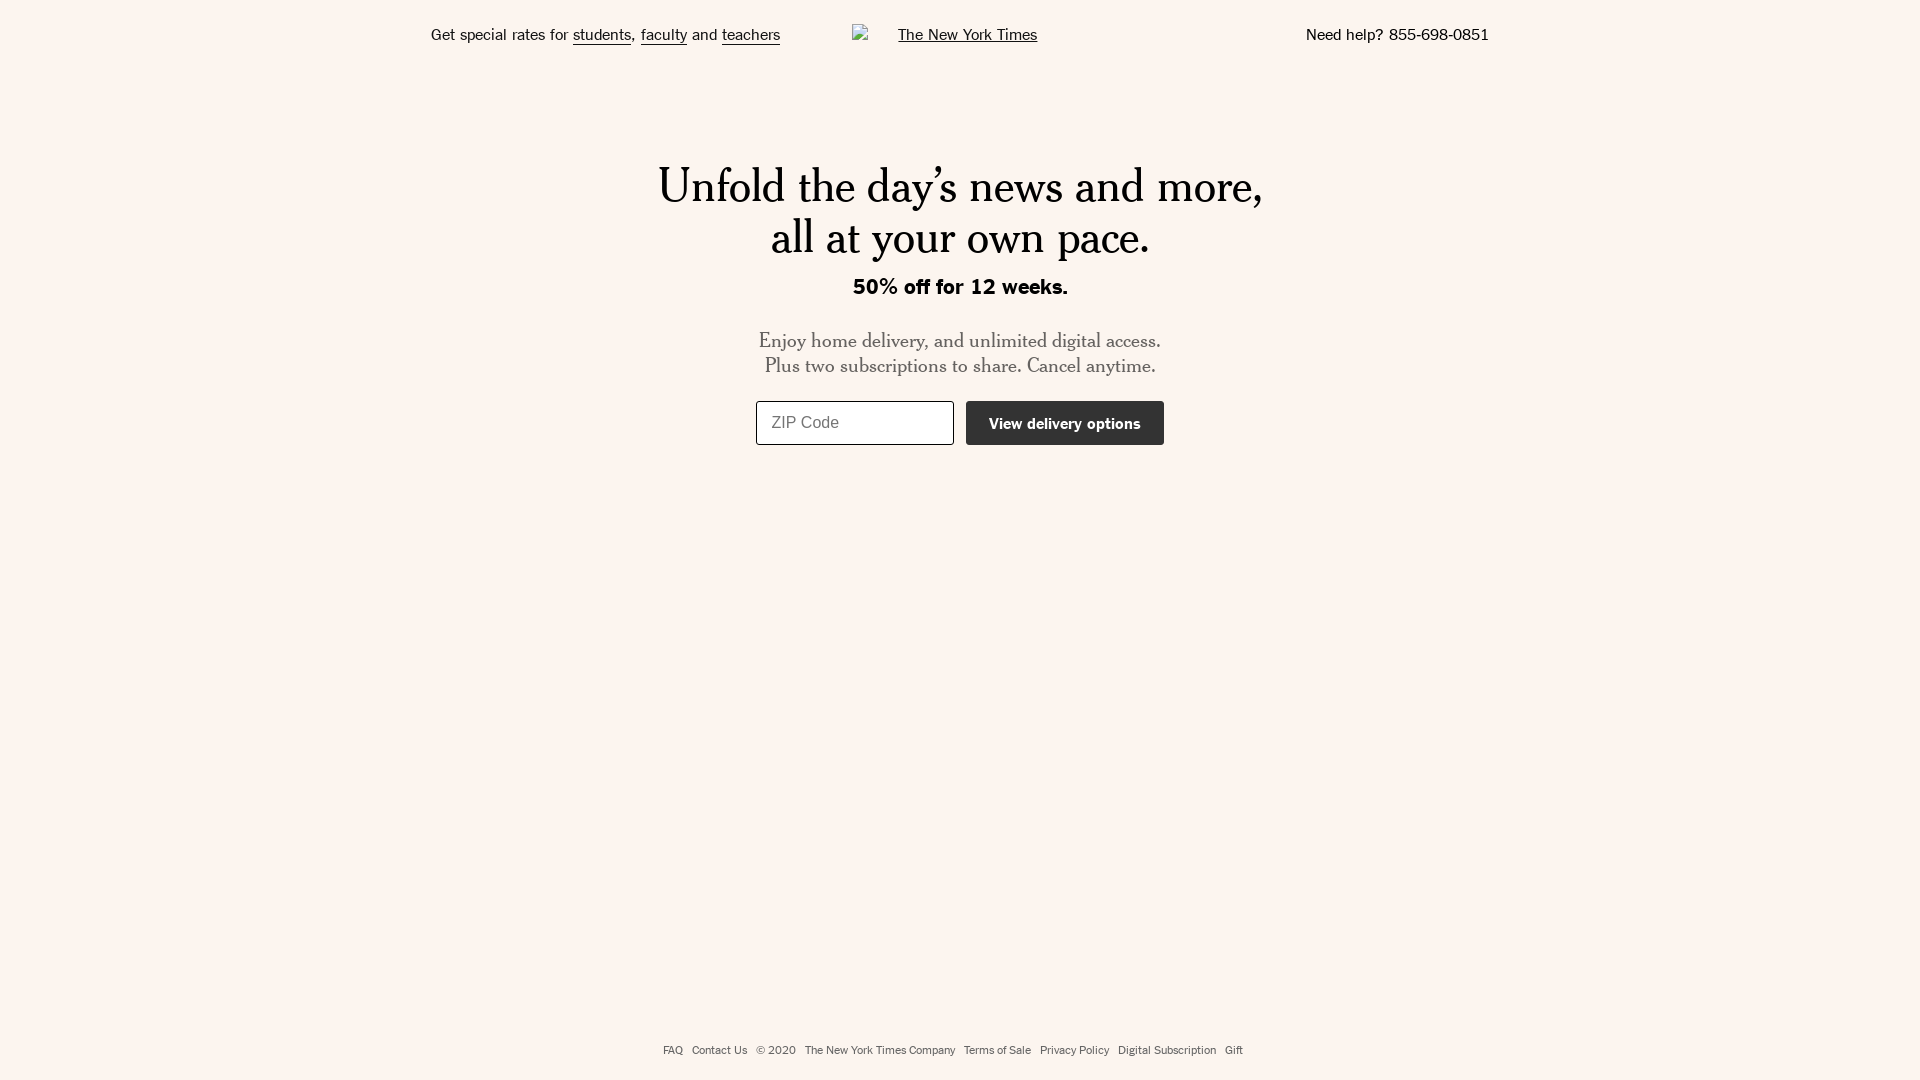 Get special rates for students, faculty and teachers
The New York Times
Need help? 855-698-0851
Unfold the day’s news and more,
all at your own pace.
50% off for 12 weeks.
Enjoy home delivery, and unlimited digital access.
Plus two subscriptions to share. Cancel anytime.
ZIP Code
View delivery options
FAQ Contact Us © 2020 The New York Times Company Terms of Sale Privacy Policy Digital Subscription Gift